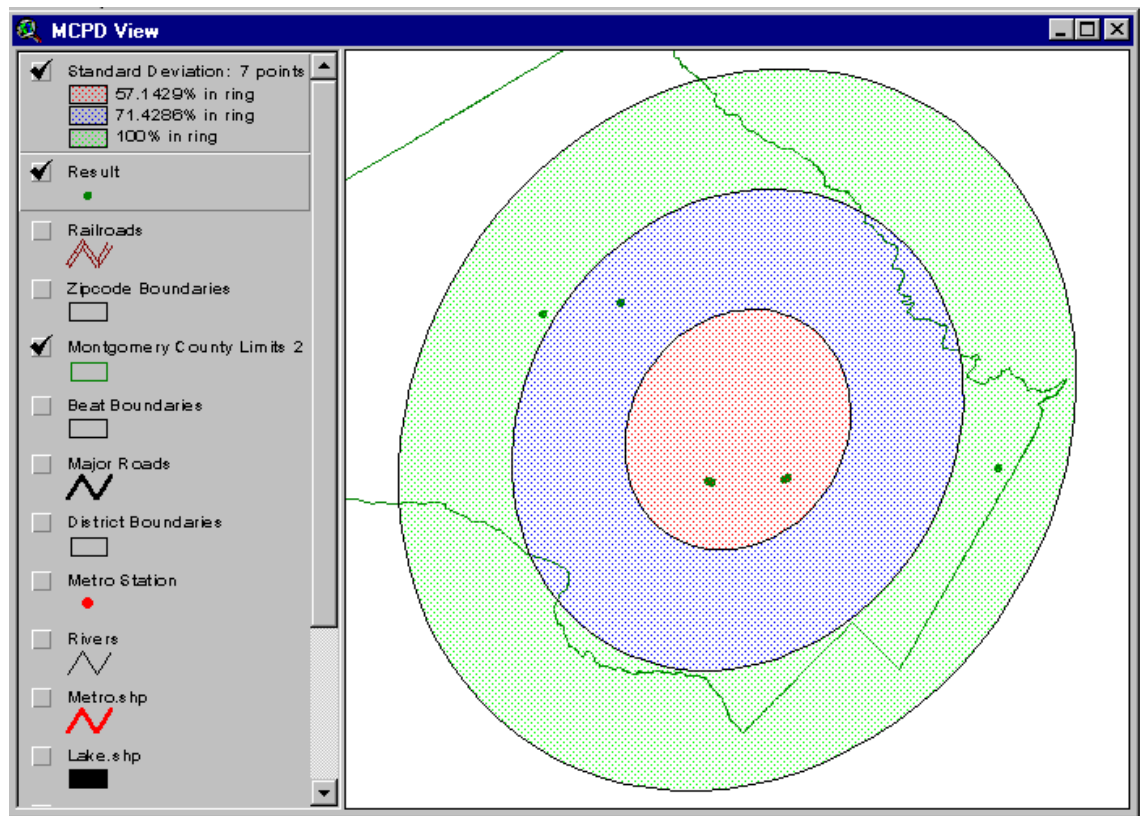 MCPD View
Standard Deviation: 7 points
57.1429% in ring
71.4286% in ring
100% in ring
Result
Railroads
Zipcode Boundaries
Montgomery County Limits 2
Beat Boundaries
Major Roads
District Boundaries
Metro Station
Rivers
Metro.shp
Lake.shp